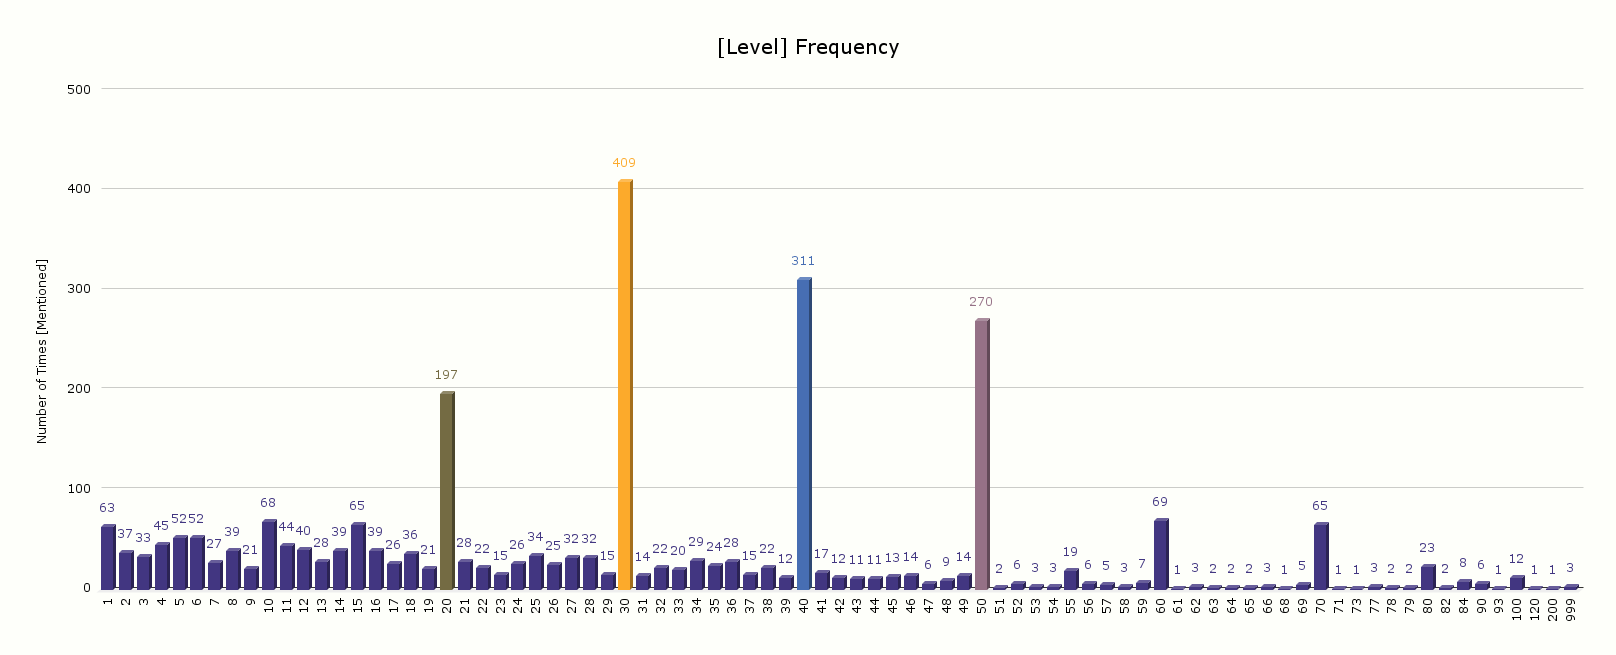 [Level] Frequency
500
400
300
200
100
0
Number of Times [Mentioned]
63 37 33 45 52 52 27 39 21 68 44 40 28 39 65 39 26 36 21 197 28 22 15 26 34 25 32 32 15 409 14 22 20 29 24 28 15 22 12 311 17 12 11 11 13 14 6 9 14 270 2 6 3 3 19 6 5 3 7 69 1 3 2 2 2 3 1 5 65 1 1 3 2 2 23 2 8 6 1 12 1 1 3
1 2 3 4 5 6 7 8 9 10 11 12 13 14 15 16 17 18 19 20 21 22 23 24 25 26 27 28 29 30 31 32 33 34 35 36 37 38 39 40 41 42 43 44 45 46 47 48 49 50 51 52 53 54 55 56 57 58 59 60 61 62 63 64 65 66 68 69 70 71 73 77 78 79 80 82 84 90 93 100 120 200 999